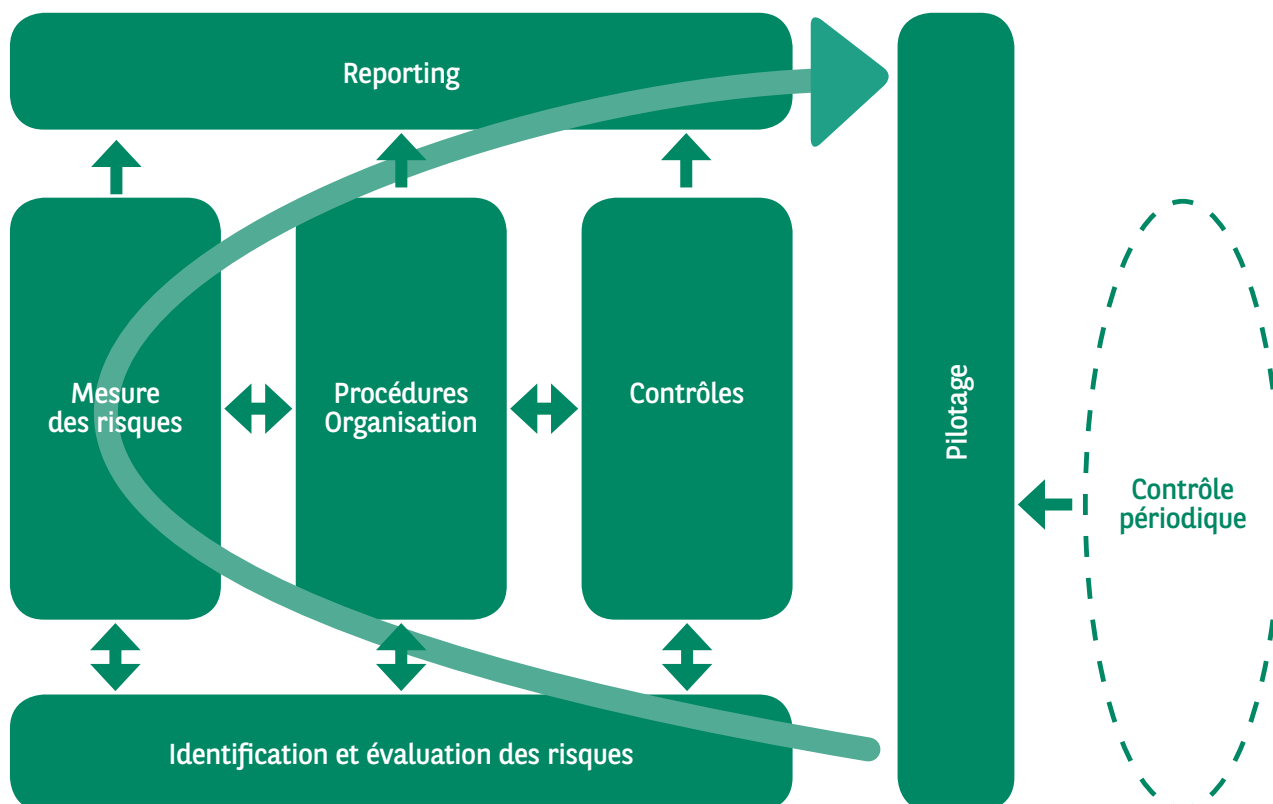 Reporting
Mesure
des risques
Procédures
Organisation
Contrôles
Pilotage
Contrôle
périodique
Identification et évaluation des risques